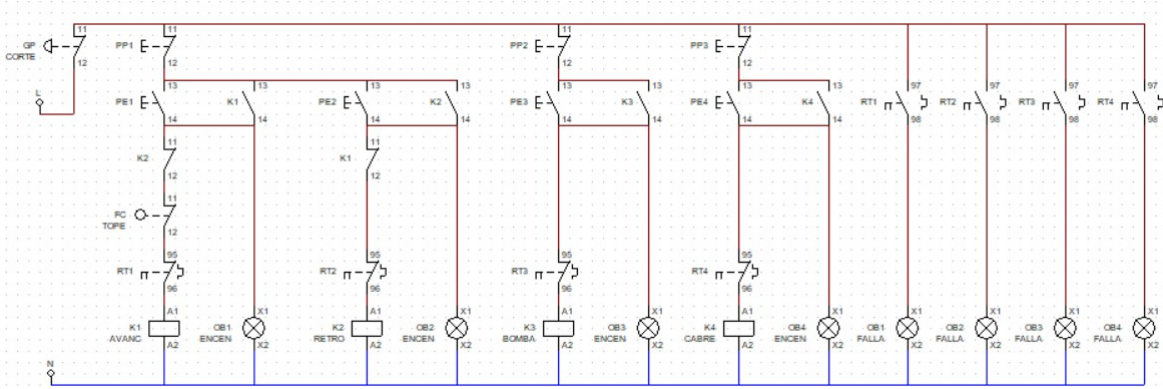 11 11 11 11
GP CORTE PP1 PP2 PP3
12 12 12 12
L
13 13 13 13 13 13 13 13 97 97 97 97
PE1 K1 PE2 K2 PE3 K3 PE4 K4 RT1 RT2 RT3 RT4
14 14 14 14 14 14 14 14 98 98 98 98
11 11
K2 K1
12 12
11
FC TOPE
12
95 95 95 95
RT1 RT2 RT3 RT4
96 96 96 96
A1 X1 A1 X1 A1 X1 A1 X1 X1 X1 X1 X1
K1 OB1 K2 OB2 K3 OB3 K4 OB4 OB1 OB2 OB3 OB4
AVANC ENCEN RETRO ENCEN BOMBA ENCEN CABRE ENCEN FALLA FALLA FALLA FALLA
A2 X2 A2 X2 A2 X2 A2 X2 X2 X2 X2 X2
N